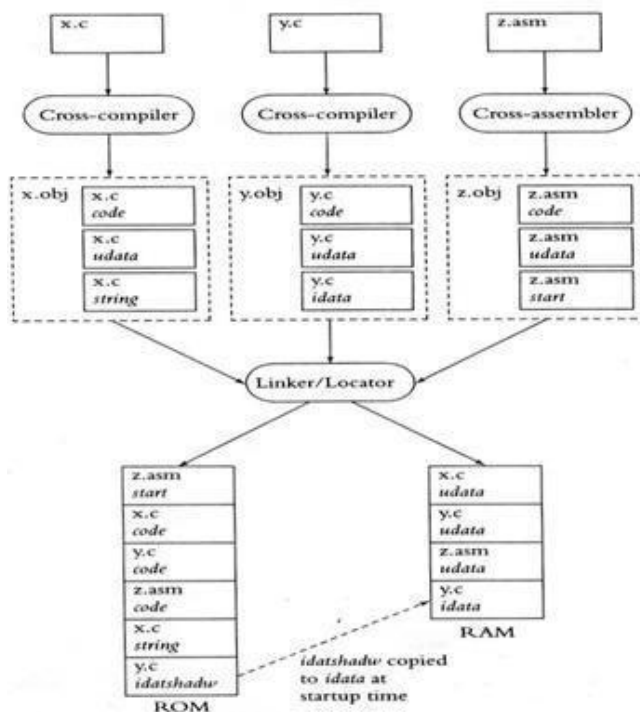 x.c
y.c
z.asm
Cross-compiler
Cross-compiler
Cross-assembler
x.obj
x.c
code
x.c
udata
x.c
string
y.obj
y.c
code
y.c
udata
y.c
idata
z.obj
z.asm
code
z.asm
udata
z.asm
start
Linker/Locator
z.asm
start
x.c
code
y.c
code
z.asm
code
x.c
string
y.c
idatshadw
ROM
x.c
udata
y.c
udata
z.asm
udata
y.c
idata
RAM
idatshadw copied
to idata at
startup time